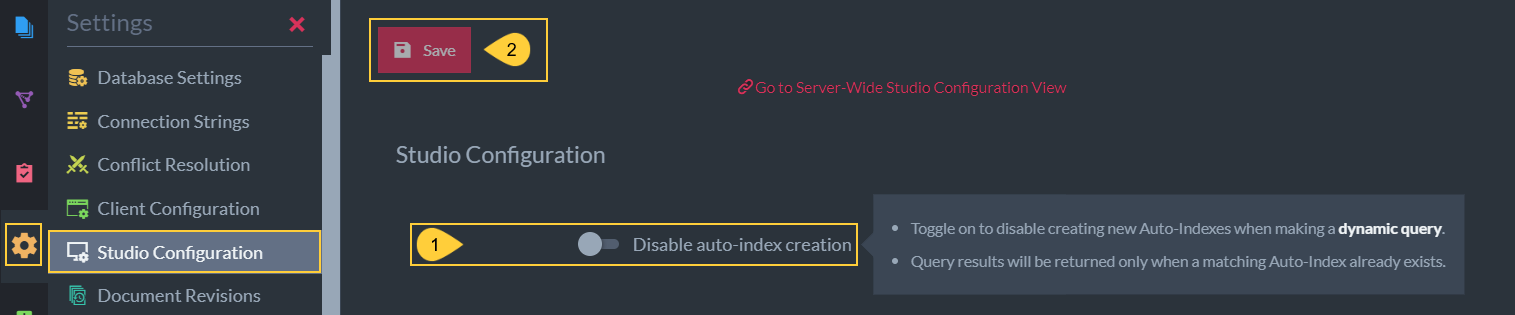 Settings
Database Settings
Connection Strings
Conflict Resolution
Client Configuration
Studio Configuration
Document Revisions
Save
2
Go to Server-Wide Studio Configuration View
Studio Configuration
1
Disable auto-index creation
• Toggle on to disable creating new Auto-Indexes when making a dynamic query.
• Query results will be returned only when a matching Auto-Index already exists.